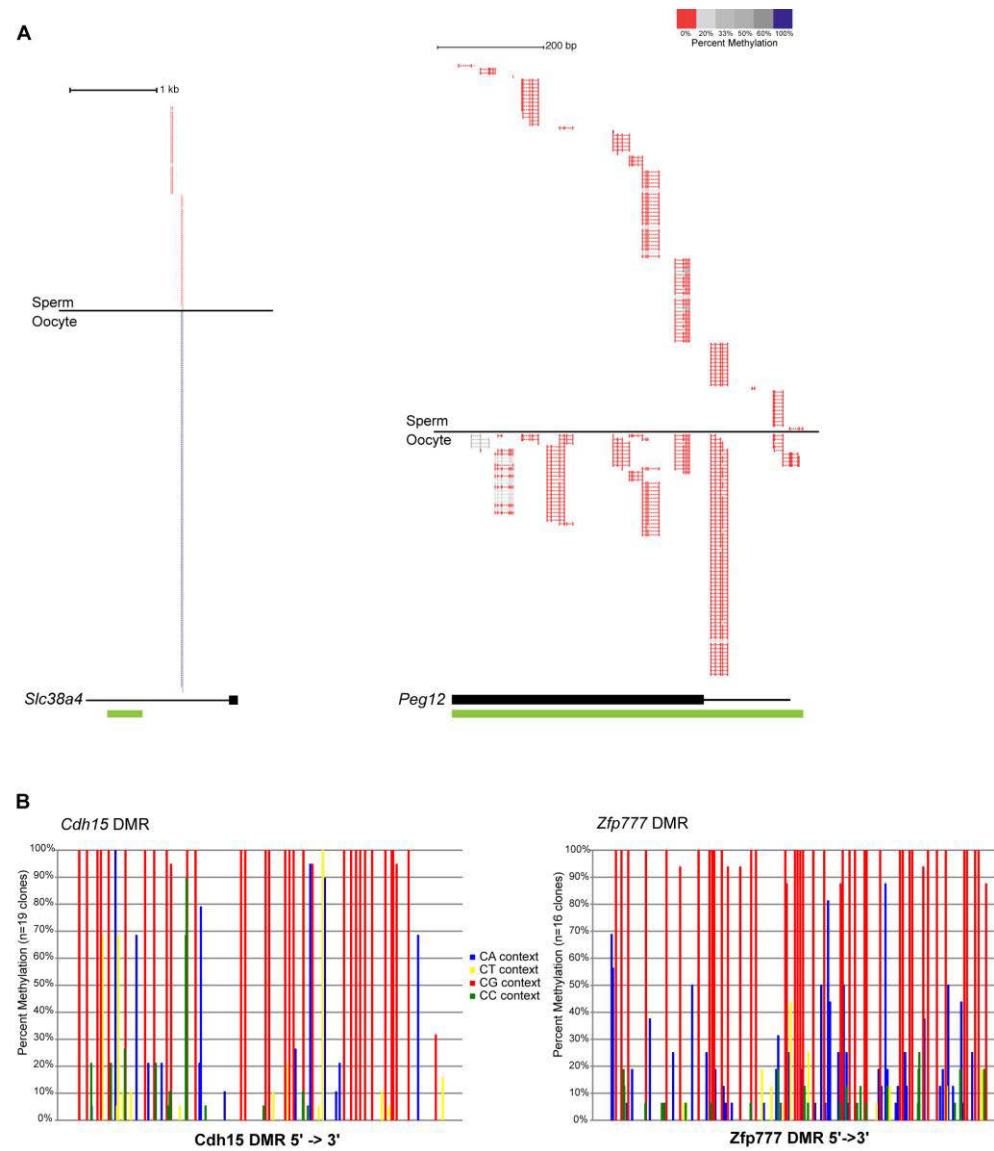 A
0% 20% 33% 50% 60% 100%
Percent Methylation
1 kb
200 bp
Sperm
Oocyte
Sperm
Oocyte
Slc38a4
Peg12
B
Cdh15 DMR
100%
90%
80%
70%
60%
50%
40%
30%
20%
10%
0%
Percent Methylation (n=19 clones)
Cdh15 DMR 5' -> 3'
CA context
CT context
CG context
CC context
Zfp777 DMR
100%
90%
80%
70%
60%
50%
40%
30%
20%
10%
0%
Percent Methylation (n=16 clones)
Zfp777 DMR 5'->3'